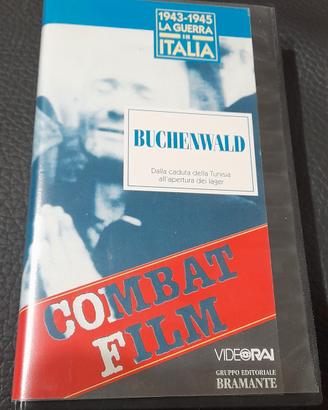 1943-1945
LA GUERRA
IN
ITALIA
BUCHENWALD
Dalla caduta della Tunisia
all'apertura dei lager
COMBAT
FILM
VIDEORAI
GRUPPO EDITORIALE
BRAMANTE